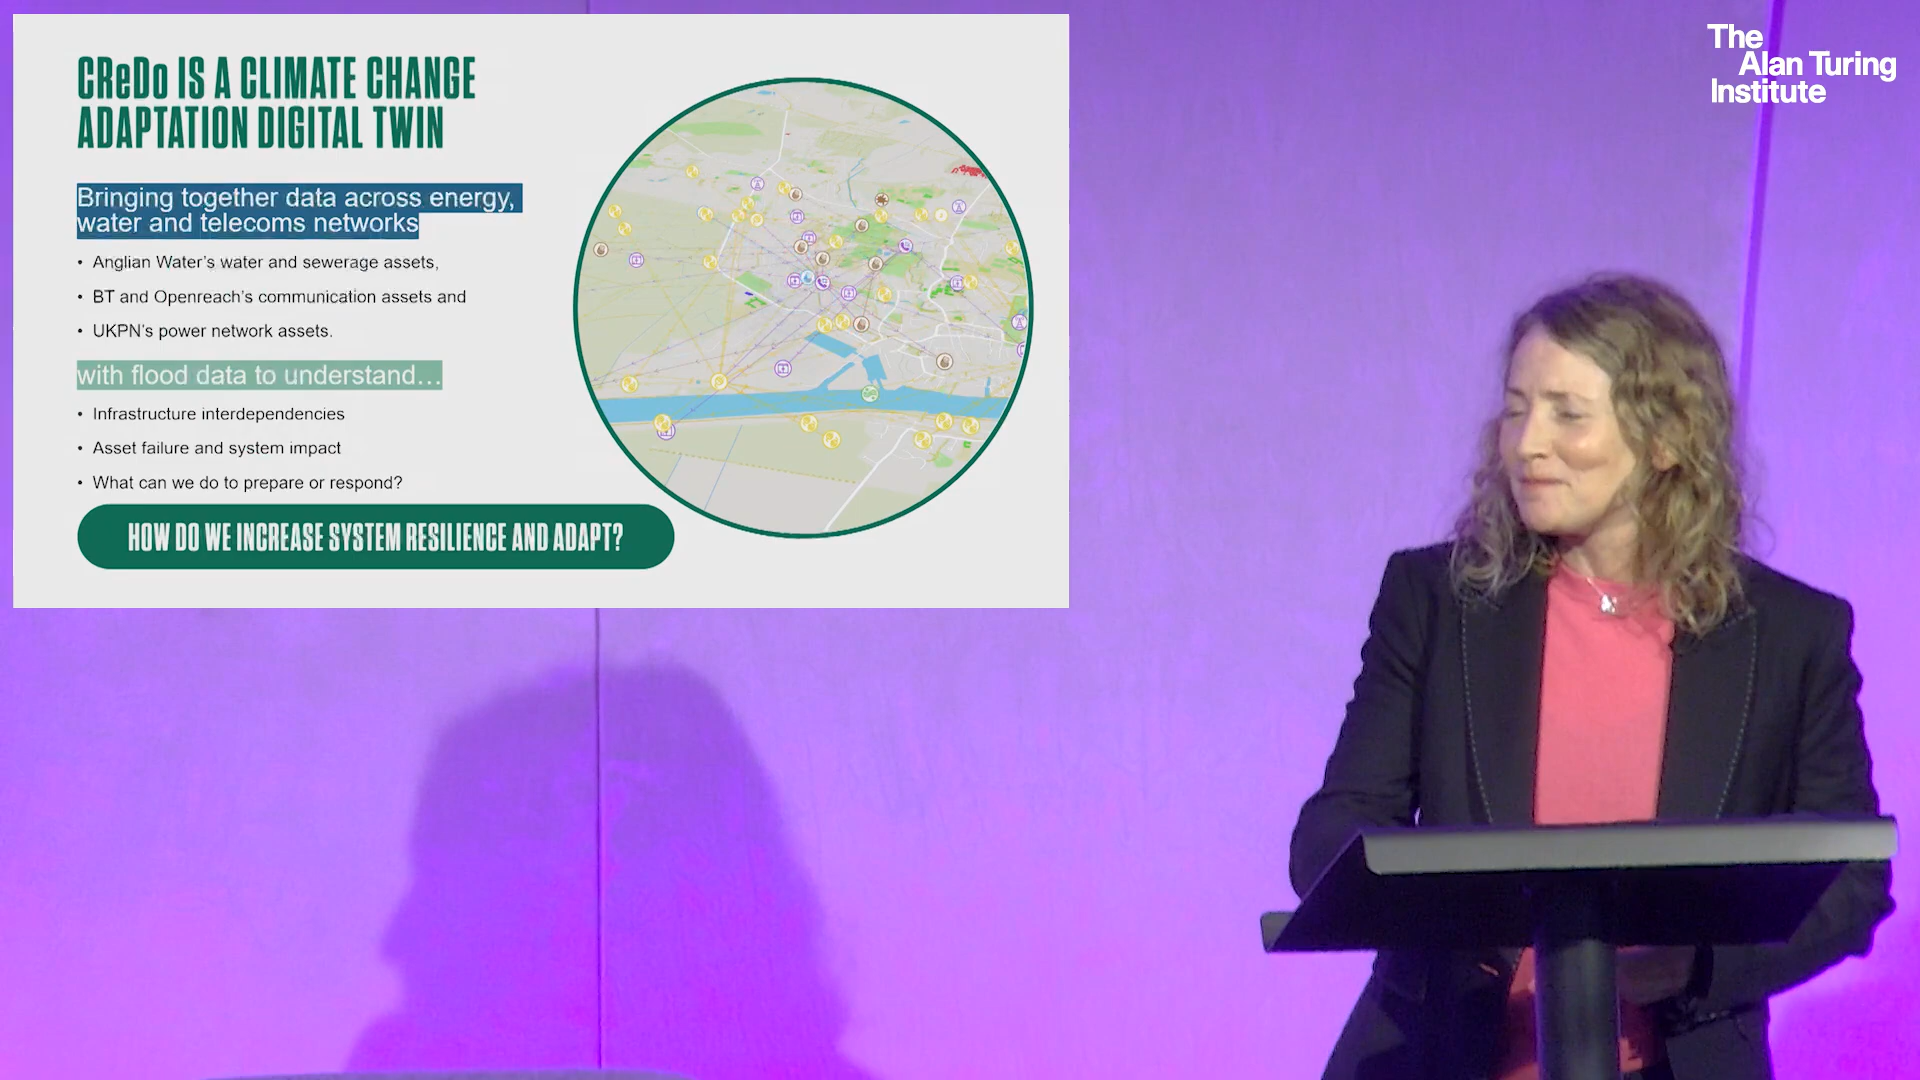 CReDo IS A CLIMATE CHANGE
ADAPTATION DIGITAL TWIN
Bringing together data across energy,
water and telecoms networks
• Anglian Water's water and sewerage assets,
• BT and Openreach's communication assets and
• UKPN's power network assets.
with flood data to understand…
• Infrastructure interdependencies
• Asset failure and system impact
• What can we do to prepare or respond?
HOW DO WE INCREASE SYSTEM RESILIENCE AND ADAPT?
The
Alan Turing
Institute